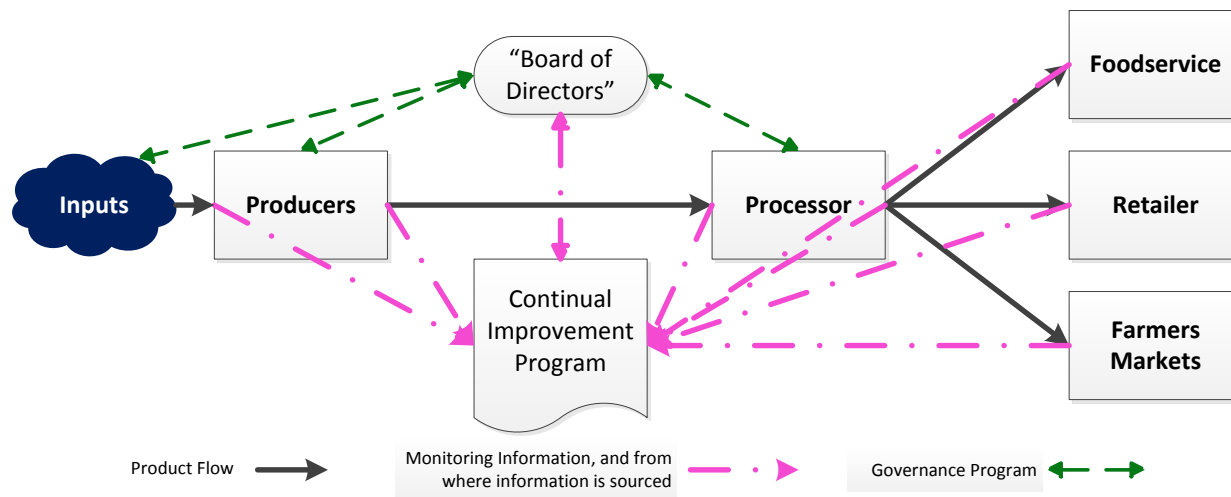 “Board of
Directors”
Foodservice
Inputs
Producers
Processor
Retailer
Continual
Improvement
Program
Farmers
Markets
Product Flow
Monitoring Information, and from
where information is sourced
Governance Program